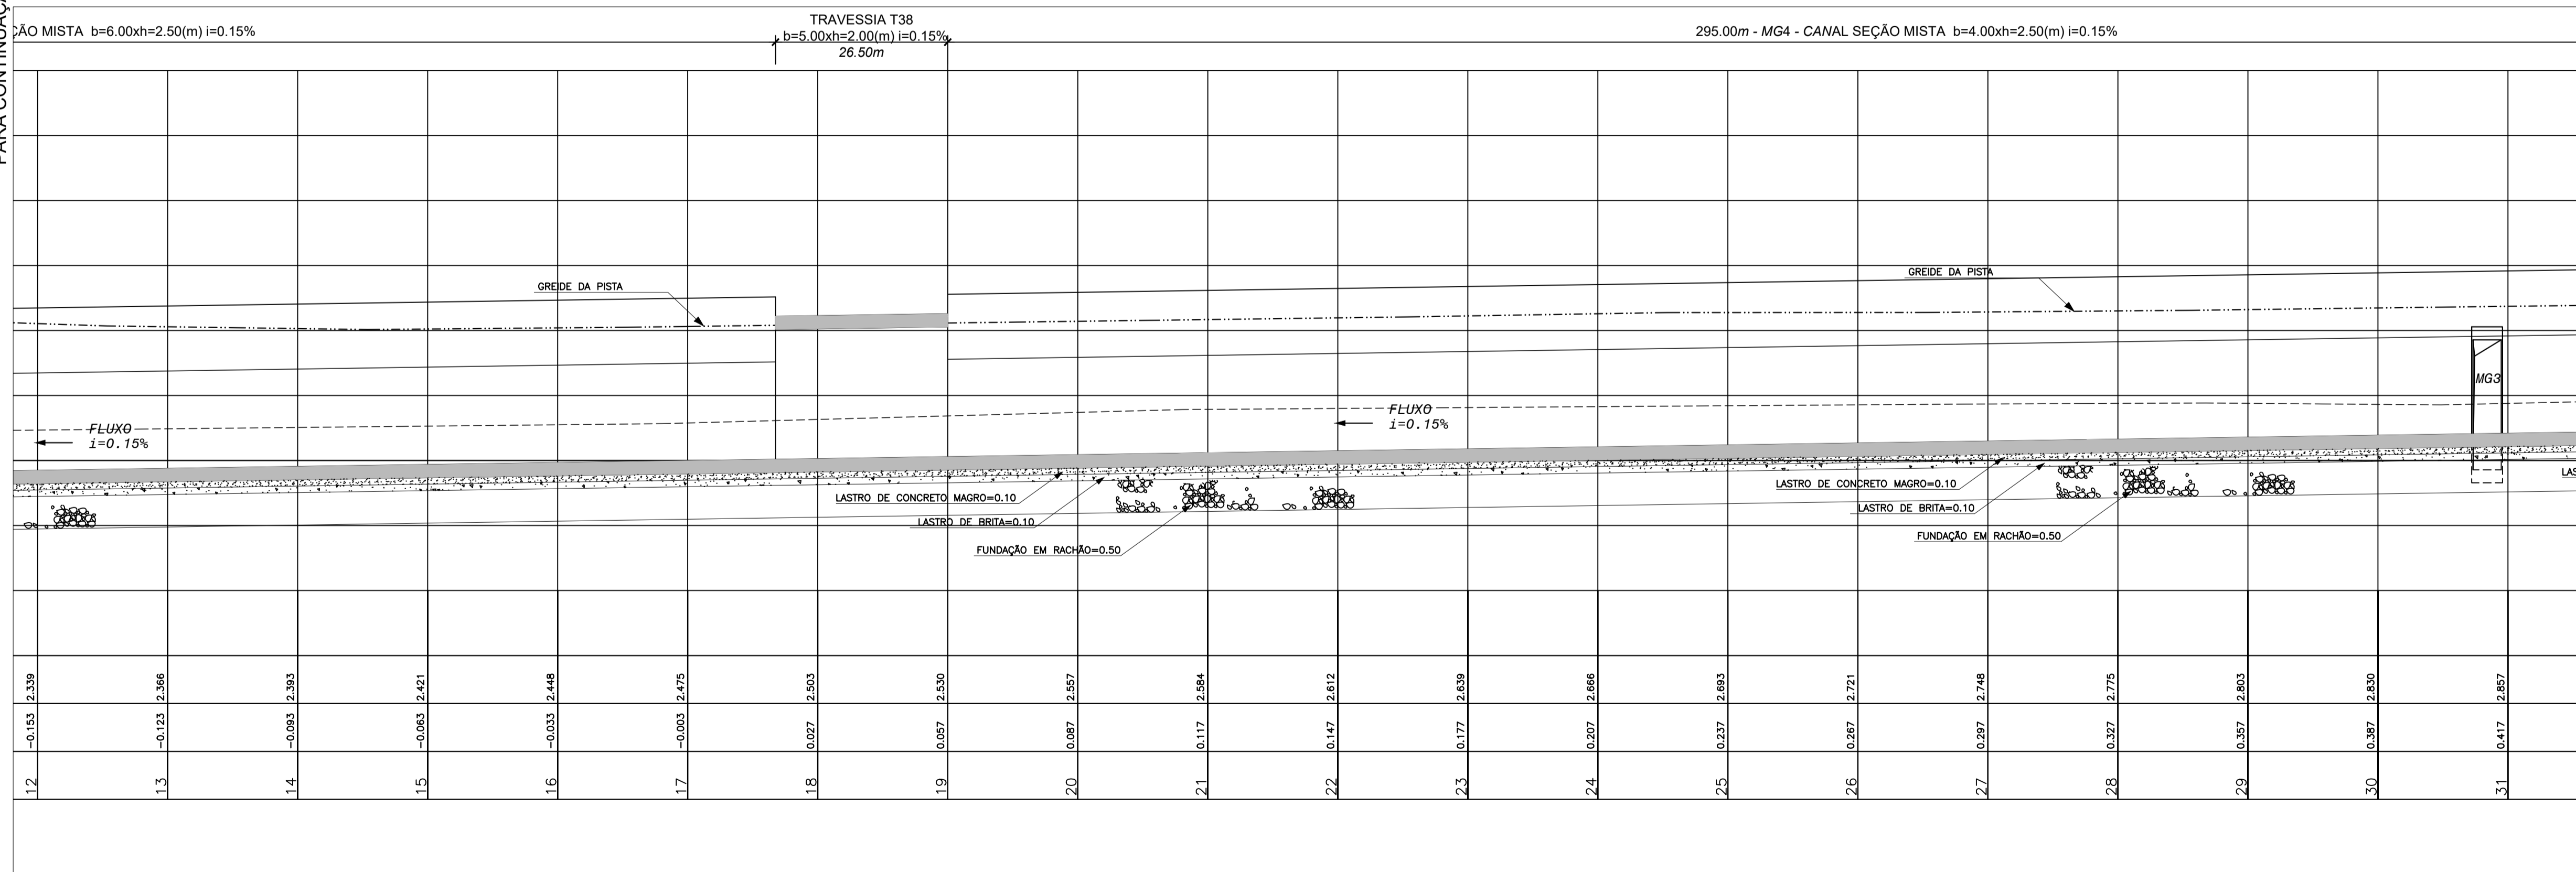 TRAVESSIA T38
ÇÃO MISTA b=6.00xh=2.50(m) i=0.15%
b=5.00xh=2.00(m) i=0.15%
26.50m
295.00m - MG4 - CANAL SEÇÃO MISTA b=4.00xh=2.50(m) i=0.15%
GREIDE DA PISTA
GREIDE DA PISTA
MG3
FLUXO
i=0.15%
FLUXO
i=0.15%
LASTRO DE CONCRETO MAGRO=0.10
LASTRO DE BRITA=0.10
FUNDAÇÃO EM RACHÃO=0.50
LASTRO DE CONCRETO MAGRO=0.10
LASTRO DE BRITA=0.10
FUNDAÇÃO EM RACHÃO=0.50
2.339 2.366 2.393 2.421 2.448 2.475 2.503 2.530 2.557 2.584 2.612 2.639 2.666 2.693 2.721 2.748 2.775 2.803 2.830 2.857
-0.153 -0.123 -0.093 -0.063 -0.033 -0.003 0.027 0.057 0.087 0.117 0.147 0.177 0.207 0.237 0.267 0.297 0.327 0.357 0.387 0.417
12 13 14 15 16 17 18 19 20 21 22 23 24 25 26 27 28 29 30 31